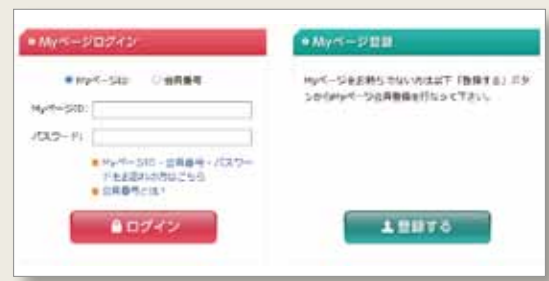 Myページログイン
MyページID 会員番号
MyページID:
パスワード:
MyページID・会員番号・パスワー
ドをお忘れの方はこちら
会員番号とは?
ログイン
Myページ登録
Myページをお持ちでない方は以下「登録する」ボタ
ンからMyページ会員登録を行なって下さい。
登録する